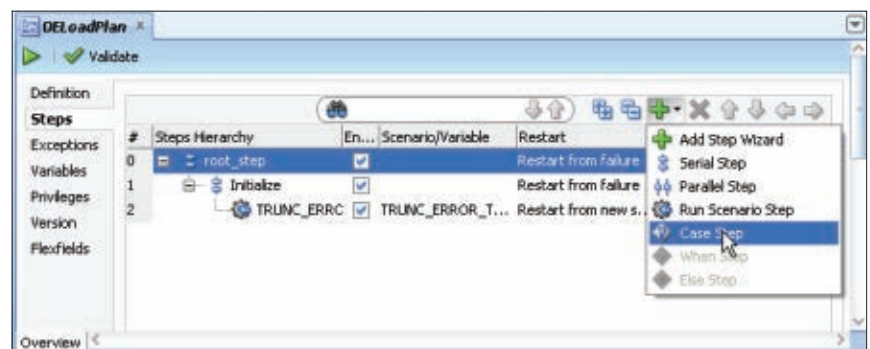 DELoadPlan
Validate
Definition
Steps
Exceptions
Variables
Privileges
Version
Flexfields
# Steps Hierarchy En... Scenario/Variable Restart
0 root_step Restart from failure
1 Initialize Restart from failure
2 TRUNC_ERRC TRUNC_ERROR_T... Restart from new s...
Add Step Wizard
Serial Step
Parallel Step
Run Scenario Step
Case Step
When Step
Else Step
Overview